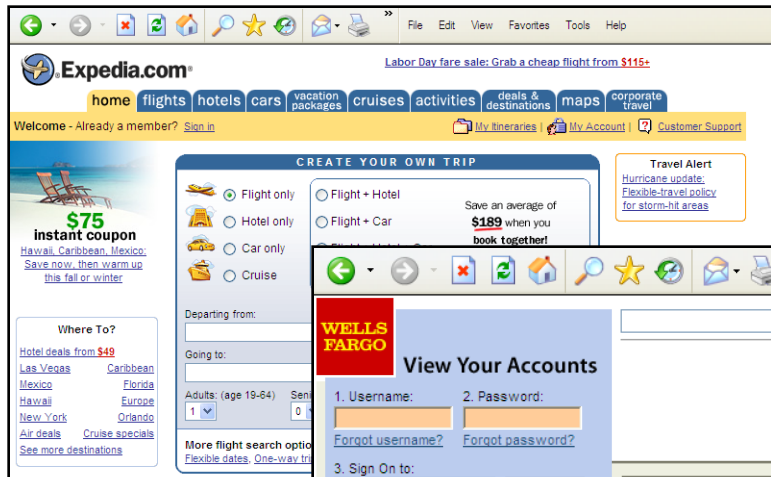 » File Edit View Favorites Tools Help
Expedia.com®
Labor Day fare sale: Grab a cheap flight from $115+
home flights hotels cars vacation packages cruises activities deals & destinations maps corporate travel
Welcome - Already a member? Sign in
My Itineraries | My Account | Customer Support
$75
instant coupon
Hawaii, Caribbean, Mexico:
Save now, then warm up
this fall or winter
Where To?
Hotel deals from $49
Las Vegas Caribbean
Mexico Florida
Hawaii Europe
New York Orlando
Air deals Cruise specials
See more destinations
CREATE YOUR OWN TRIP
Flight only
Hotel only
Car only
Cruise
Flight + Hotel
Flight + Car
Save an average of
$189 when you
book together!
Departing from:
Going to:
Adults: (age 19-64) Seni
1 0
More flight search optio
Flexible dates, One-way tri
Travel Alert
Hurricane update:
Flexible-travel policy
for storm-hit areas
WELLS
FARGO
View Your Accounts
1. Username: 2. Password:
Forgot username? Forgot password?
3. Sign On to: